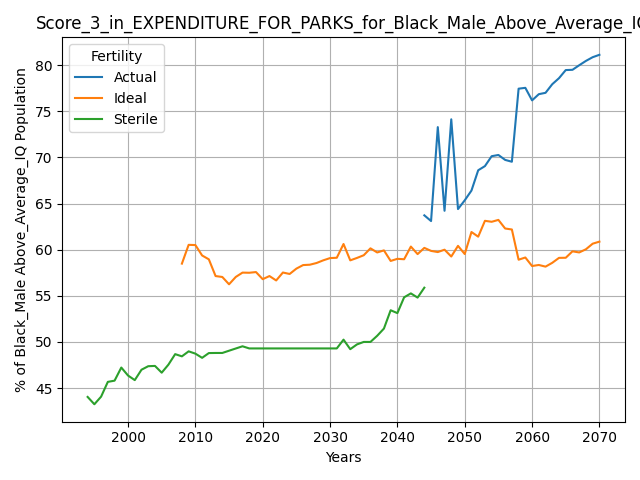 Score_3_in_EXPENDITURE_FOR_PARKS_for_Black_Male_Above_Average_IQ
Fertility
Actual
Ideal
Sterile
% of Black_Male Above_Average_IQ Population
80
75
70
65
60
55
50
45
2000 2010 2020 2030 2040 2050 2060 2070
Years